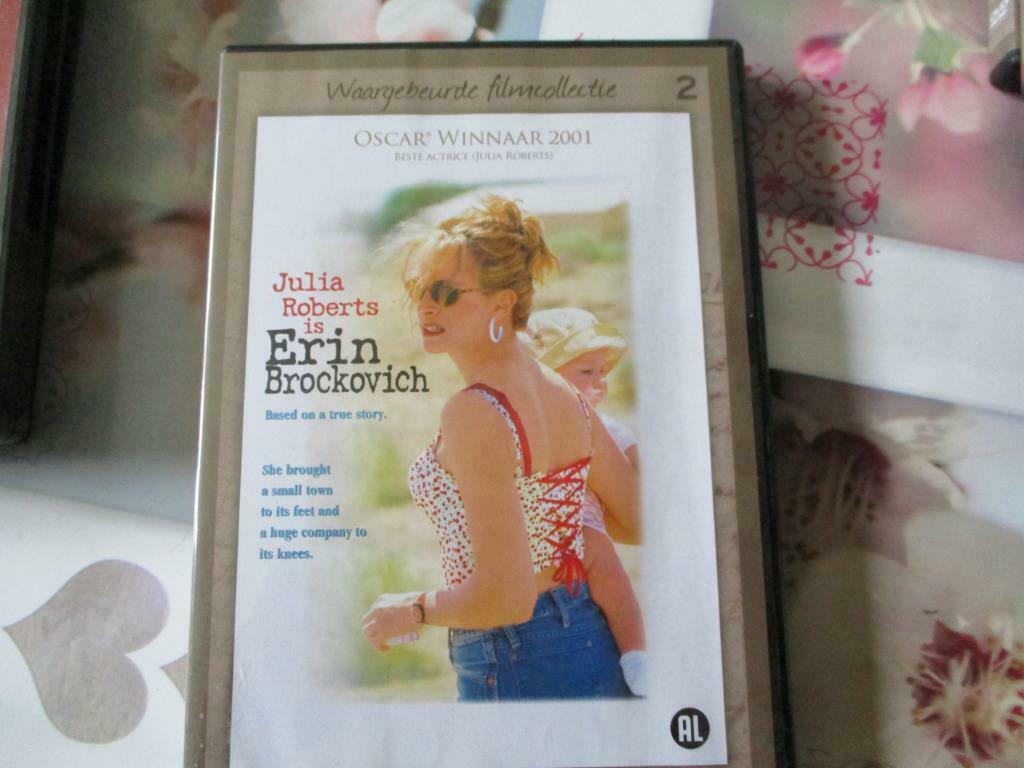 Waargebeurde filmcollectie 2
OSCAR® WINNAAR 2001
BESTE ACTRICE (JULIA ROBERTS)
Julia
Roberts
is
Erin
Brockovich
Based on a true story.
She brought
a small town
to its feet and
a huge company to
its knees.
AL